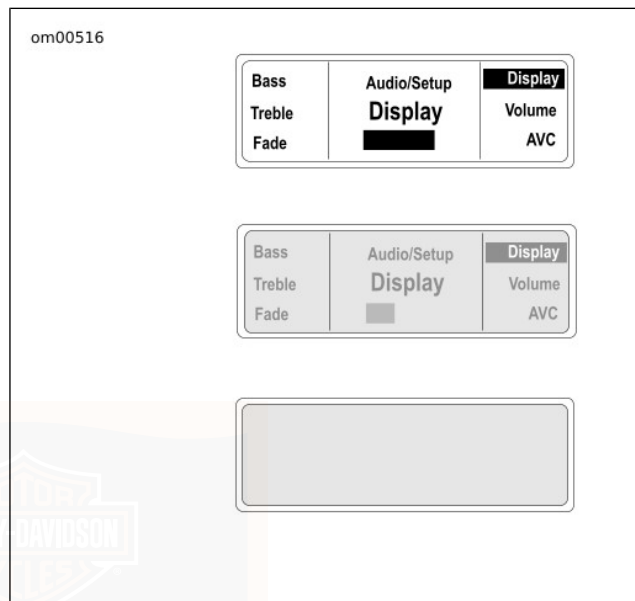 om00516
Bass
Treble
Fade
Audio/Setup
Display
Display
Volume
AVC
Bass
Treble
Fade
Audio/Setup
Display
Display
Volume
AVC